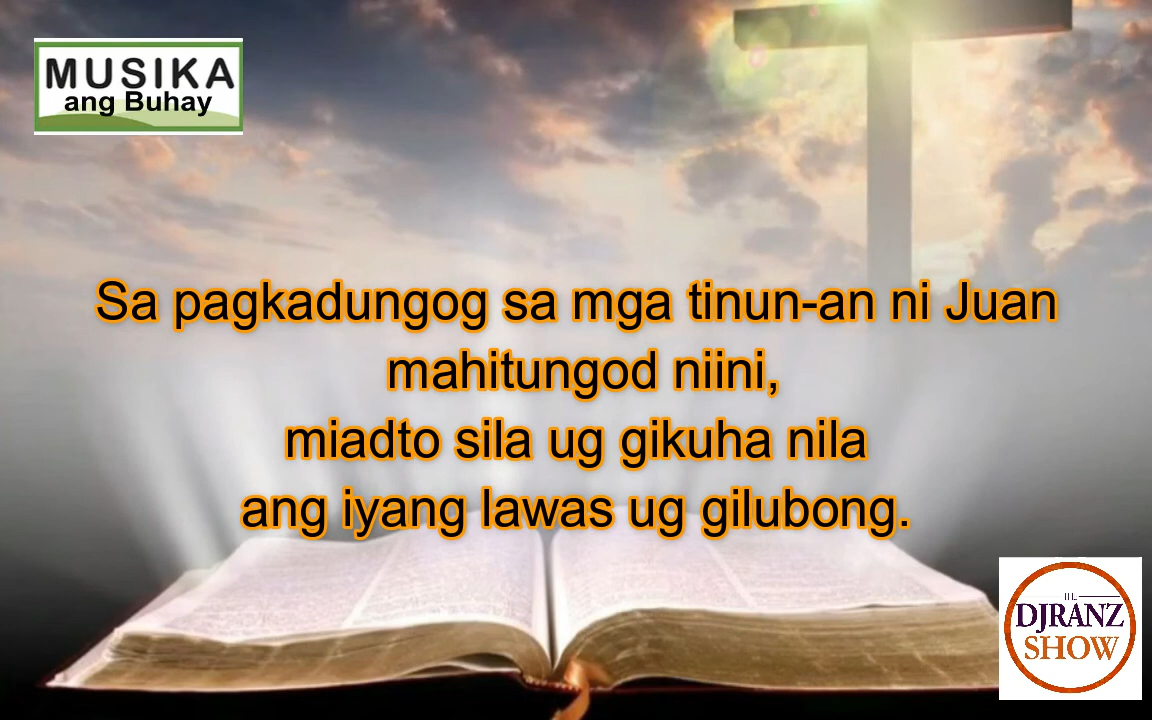 MUSIKA
ang Buhay
Sa pagkadungog sa mga tinun-an ni Juan
mahitungod niini,
miadto sila ug gikuha nila
ang iyang lawas ug gilubong.
DJRANZ
SHOW